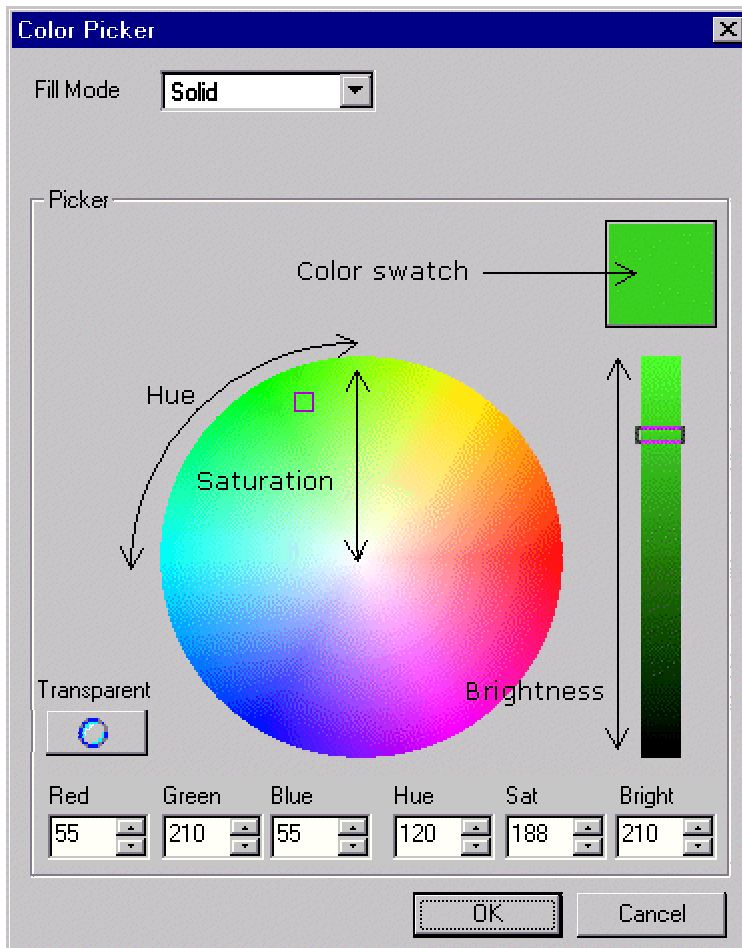 Color Picker
Fill Mode
Solid
Picker
Color swatch
Hue
Saturation
Transparent
Brightness
Red Green Blue Hue Sat Bright
55 210 55 120 188 210
OK Cancel